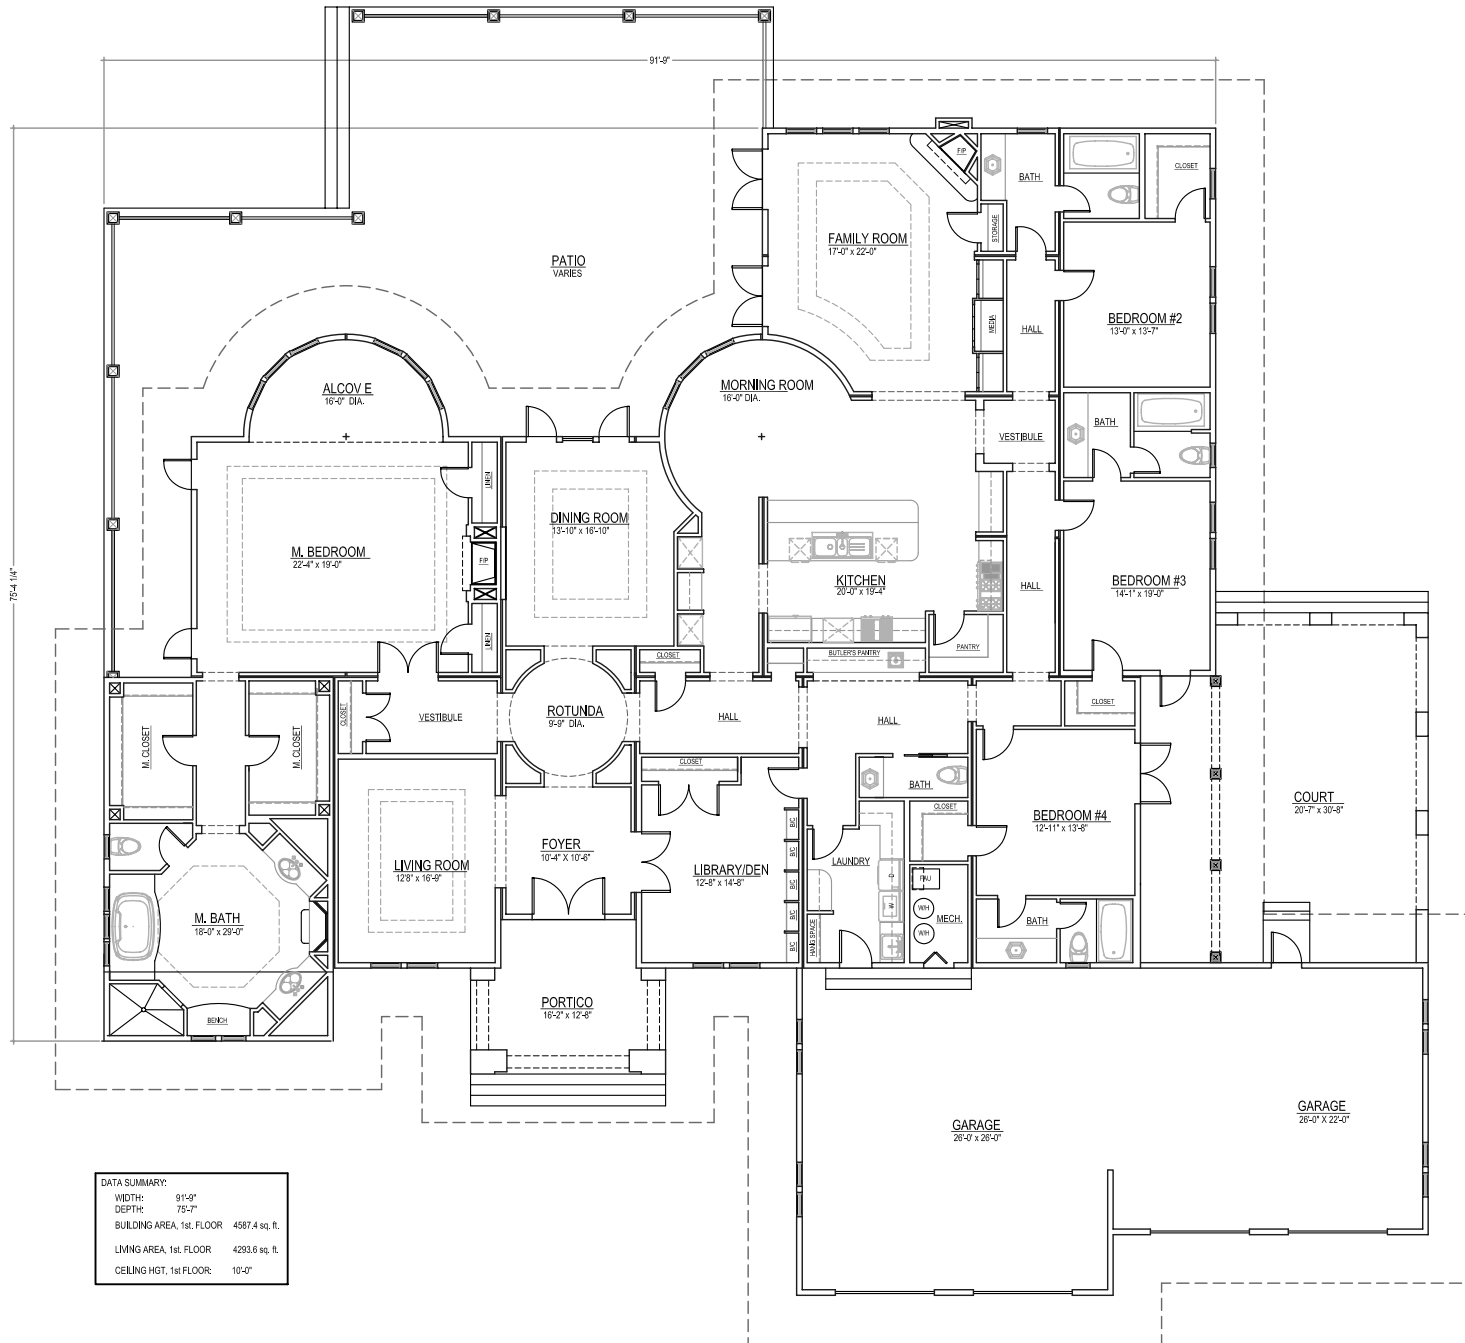 91'-9"
75'-4 1/4"
F/P
BATH
CLOSET
STORAGE
FAMILY ROOM
17'-0" x 22'-0"
PATIO
VARIES
MEDIA
HALL
BEDROOM #2
13'-0" x 13'-7"
ALCOV E
16'-0" DIA.
MORNING ROOM
16'-0" DIA.
BATH
VESTIBULE
LINEN
DINING ROOM
13'-10" x 16'-10"
M. BEDROOM
22'-4" x 19'-0"
F/P
KITCHEN
20'-0" x 19'-4"
HALL
BEDROOM #3
14'-1" x 19'-0"
LINEN
CLOSET
BUTLER'S PANTRY
PANTRY
CLOSET
VESTIBULE
ROTUNDA
9'-9" DIA.
HALL
HALL
CLOSET
M. CLOSET
M. CLOSET
CLOSET
BATH
CLOSET
COURT
20'-7" x 30'-8"
BEDROOM #4
12'-11" x 13'-8"
B/C
B/C
B/C
B/C
B/C
FOYER
10'-4" X 10'-6"
LIVING ROOM
12'8" x 16'-9"
LIBRARY/DEN
12'-8" x 14'-8"
LAUNDRY
D
W
FAU
W/H
W/H
MECH.
HANG SPACE
BATH
M. BATH
18'-0" x 29'-0"
BENCH
PORTICO
16'-2" x 12'-8"
GARAGE
26'-0' x 26'-0"
GARAGE
26'-0" X 22'-0"
DATA SUMMARY:
WIDTH: 91'-9"
DEPTH: 75'-7"
BUILDING AREA, 1st. FLOOR 4587.4 sq. ft.
LIVING AREA, 1st. FLOOR 4293.6 sq. ft.
CEILING HGT, 1st FLOOR: 10'-0"